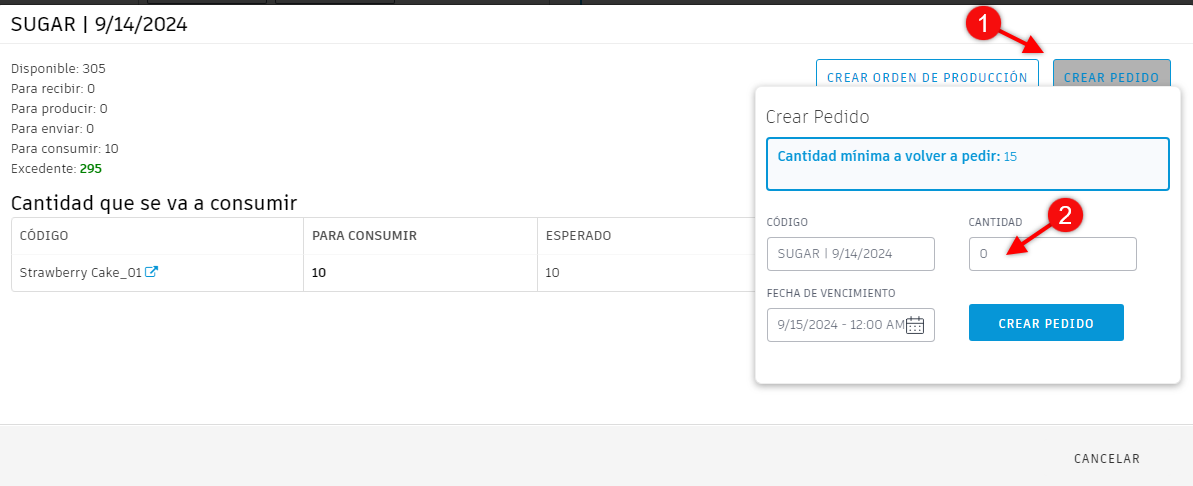 SUGAR | 9/14/2024
1
Disponible: 305
Para recibir: 0
Para producir: 0
Para enviar: 0
Para consumir: 10
Excedente: 295
CREAR ORDEN DE PRODUCCIÓN
CREAR PEDIDO
Cantidad que se va a consumir
CÓDIGO PARA CONSUMIR ESPERADO
Strawberry Cake_01 10 10
Crear Pedido
Cantidad mínima a volver a pedir: 15
CÓDIGO CANTIDAD
2
SUGAR | 9/14/2024 0
FECHA DE VENCIMIENTO
9/15/2024 - 12:00 AM
CREAR PEDIDO
CANCELAR